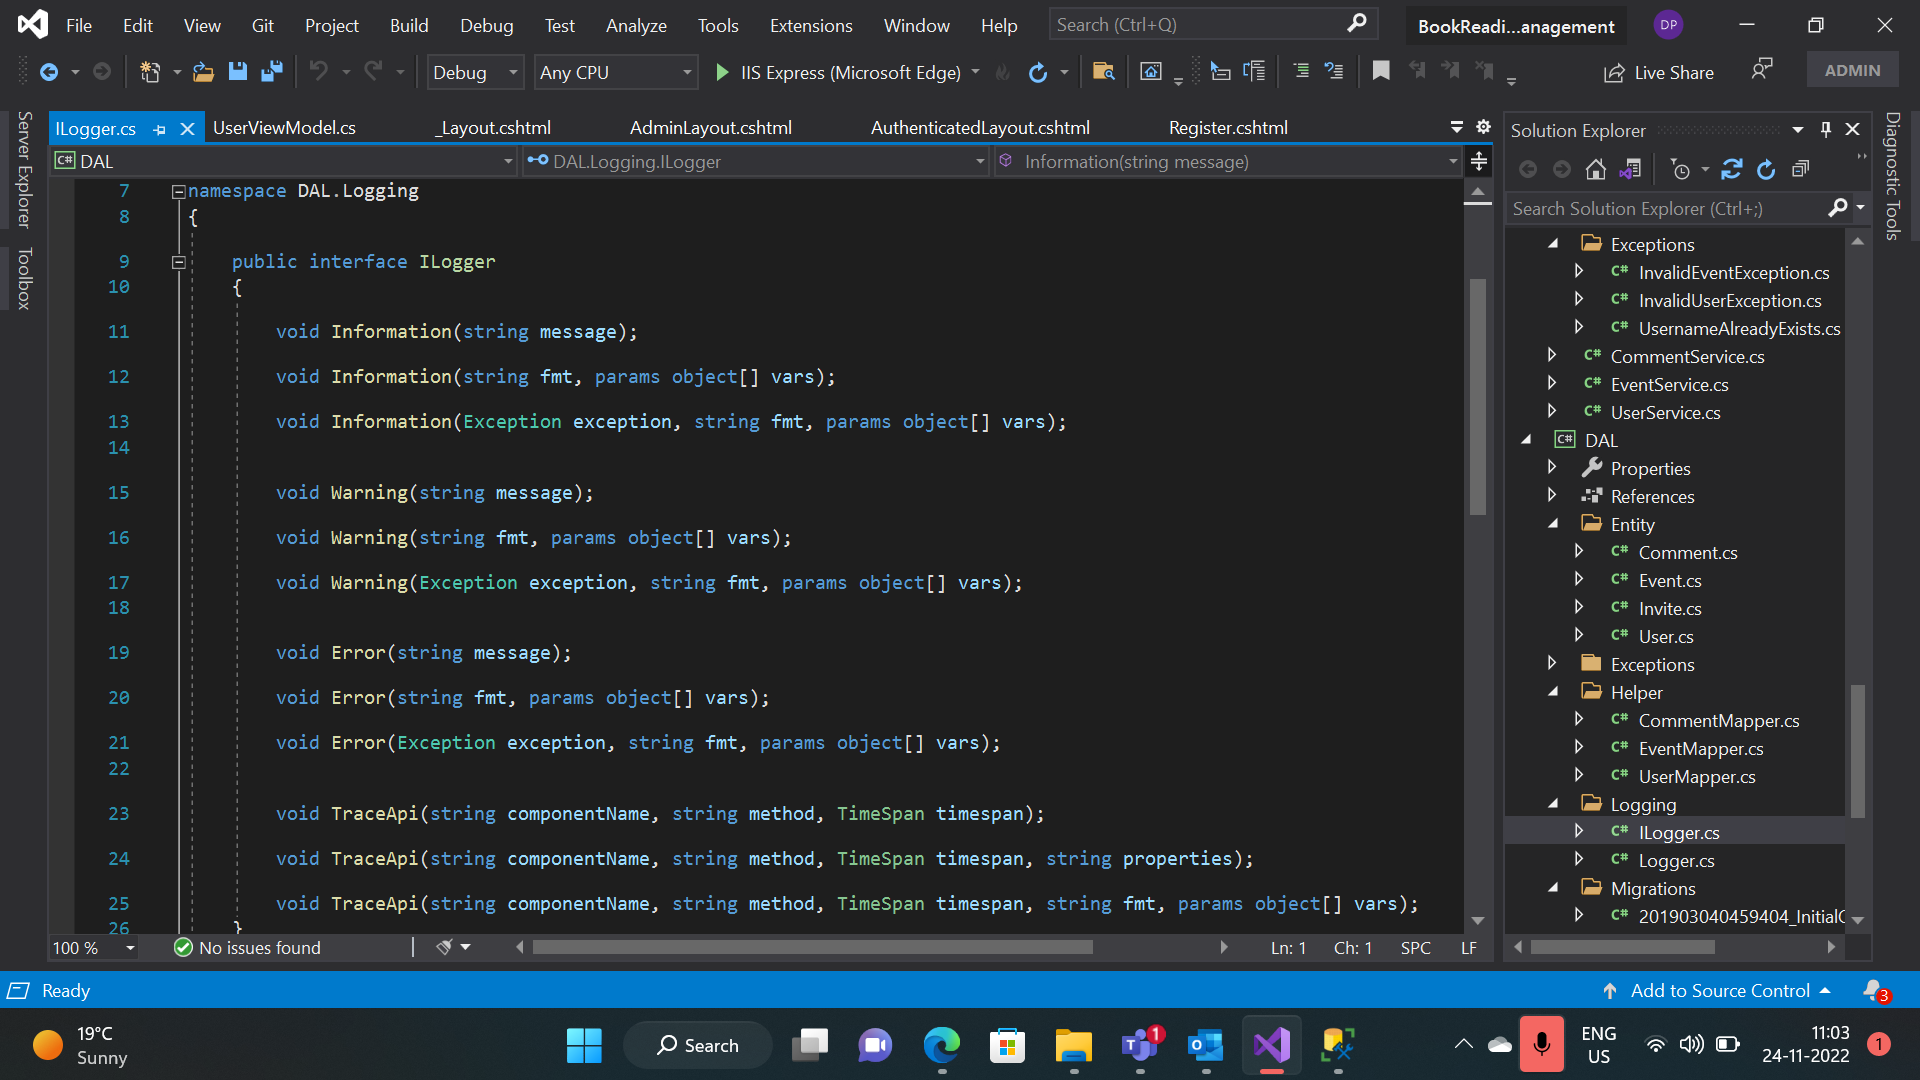 File Edit View Git Project Build Debug Test Analyze Tools Extensions Window Help Search (Ctrl+Q) BookReadi...anagement DP
Debug Any CPU IIS Express (Microsoft Edge) Live Share ADMIN
Server Explorer
Toolbox
ILogger.cs UserViewModel.cs _Layout.cshtml AdminLayout.cshtml AuthenticatedLayout.cshtml Register.cshtml
C# DAL DAL.Logging.ILogger Information(string message)
7 namespace DAL.Logging
8 {
9 public interface ILogger
10 {
11 void Information(string message);
12 void Information(string fmt, params object[] vars);
13 void Information(Exception exception, string fmt, params object[] vars);
14
15 void Warning(string message);
16 void Warning(string fmt, params object[] vars);
17 void Warning(Exception exception, string fmt, params object[] vars);
18
19 void Error(string message);
20 void Error(string fmt, params object[] vars);
21 void Error(Exception exception, string fmt, params object[] vars);
22
23 void TraceApi(string componentName, string method, TimeSpan timespan);
24 void TraceApi(string componentName, string method, TimeSpan timespan, string properties);
25 void TraceApi(string componentName, string method, TimeSpan timespan, string fmt, params object[] vars);
26 }
100 % No issues found Ln: 1 Ch: 1 SPC LF
Solution Explorer
Search Solution Explorer (Ctrl+;)
Exceptions
C# InvalidEventException.cs
C# InvalidUserException.cs
C# UsernameAlreadyExists.cs
C# CommentService.cs
C# EventService.cs
C# UserService.cs
C# DAL
Properties
References
Entity
C# Comment.cs
C# Event.cs
C# Invite.cs
C# User.cs
Exceptions
Helper
C# CommentMapper.cs
C# EventMapper.cs
C# UserMapper.cs
Logging
C# ILogger.cs
C# Logger.cs
Migrations
C# 201903040459404_InitialC
Diagnostic Tools
Ready Add to Source Control 3
19°C
Sunny
Search
1
ENG
US
11:03
24-11-2022
1